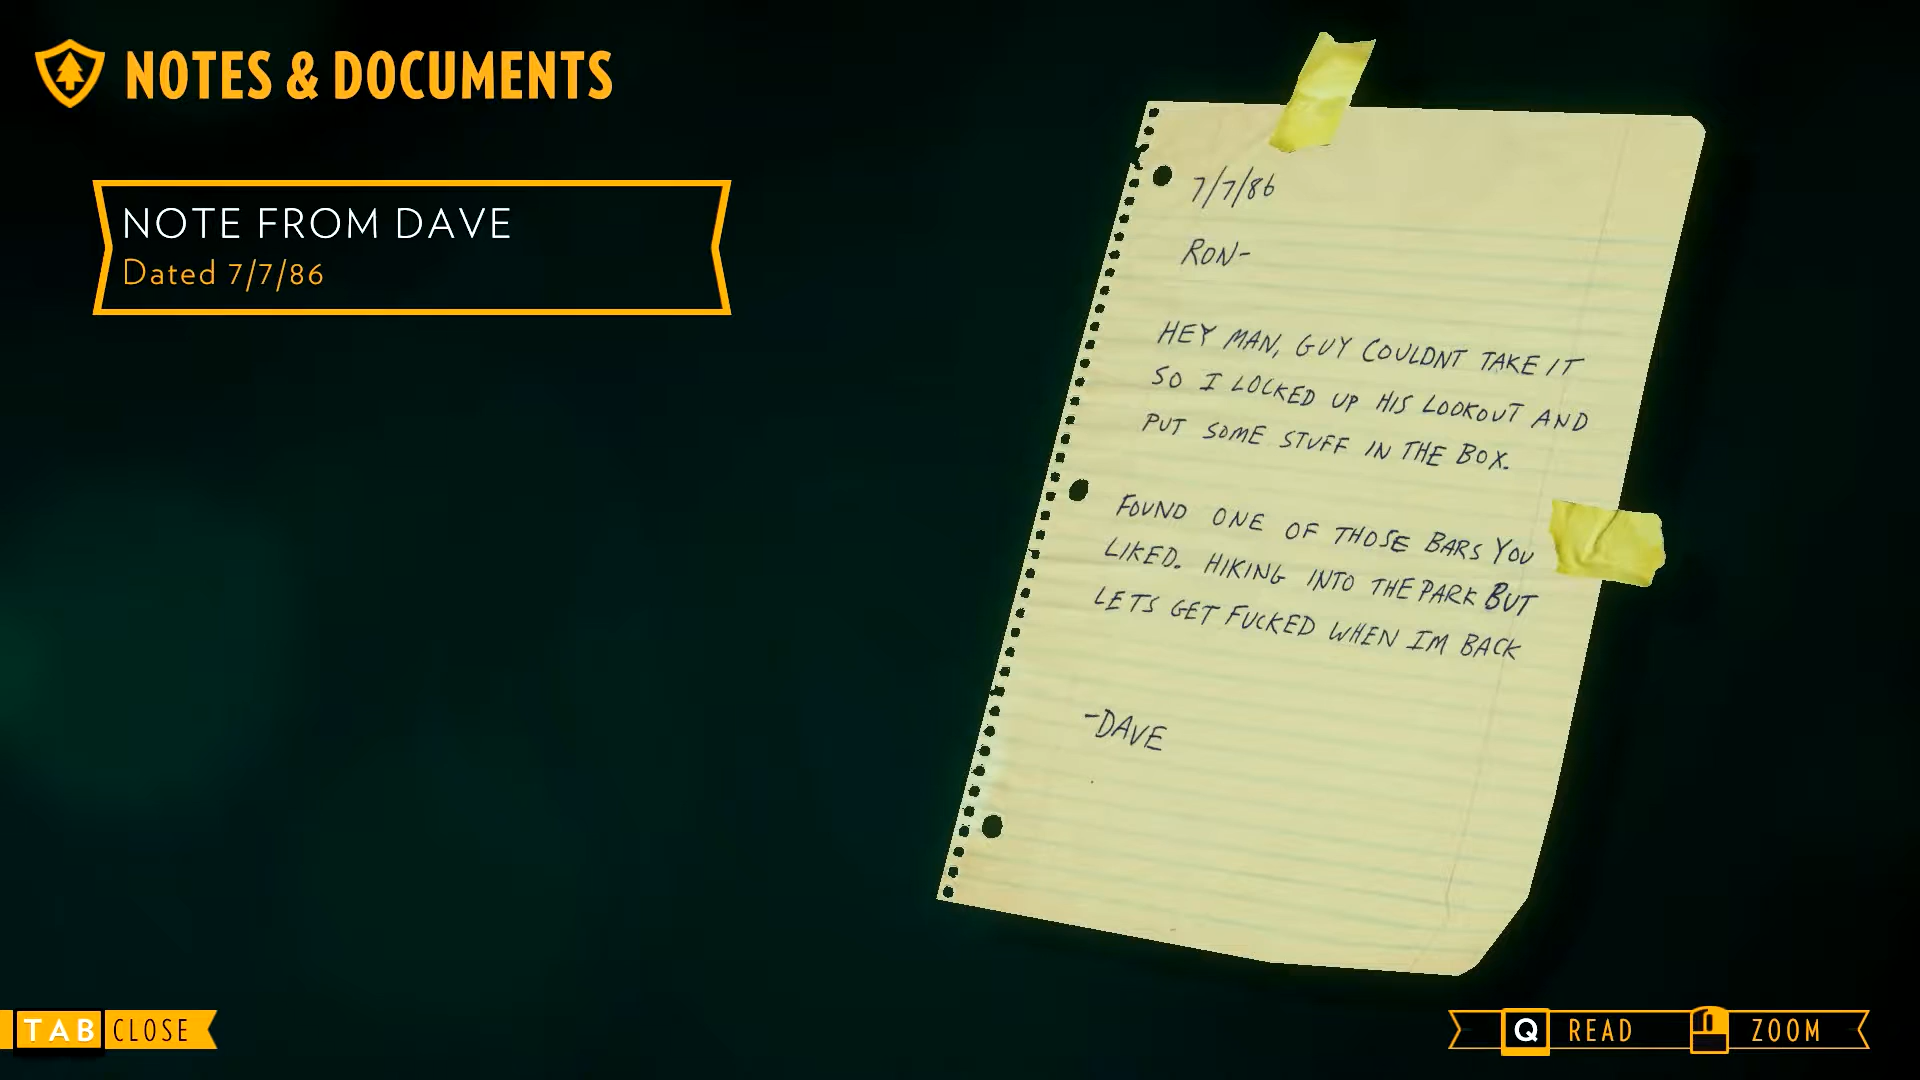 NOTES & DOCUMENTS
NOTE FROM DAVE
Dated 7/7/86
7/7/86
RON-
HEY MAN, GUY COULDNT TAKE IT
SO I LOCKED UP HIS LOOKOUT AND
PUT SOME STUFF IN THE BOX.
FOUND ONE OF THOSE BARS YOU
LIKED. HIKING INTO THE PARK BUT
LETS GET FUCKED WHEN IM BACK
-DAVE
TAB CLOSE
Q READ ZOOM